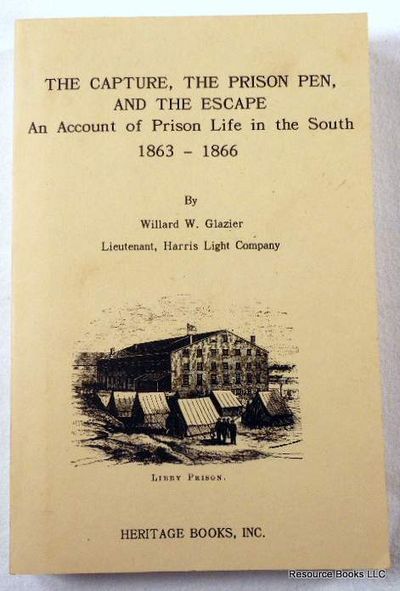 THE CAPTURE, THE PRISON PEN,
AND THE ESCAPE
An Account of Prison Life in the South
1863 - 1866
By
Willard W. Glazier
Lieutenant, Harris Light Company
LIBBY PRISON.
HERITAGE BOOKS, INC.
Resource Books LLC